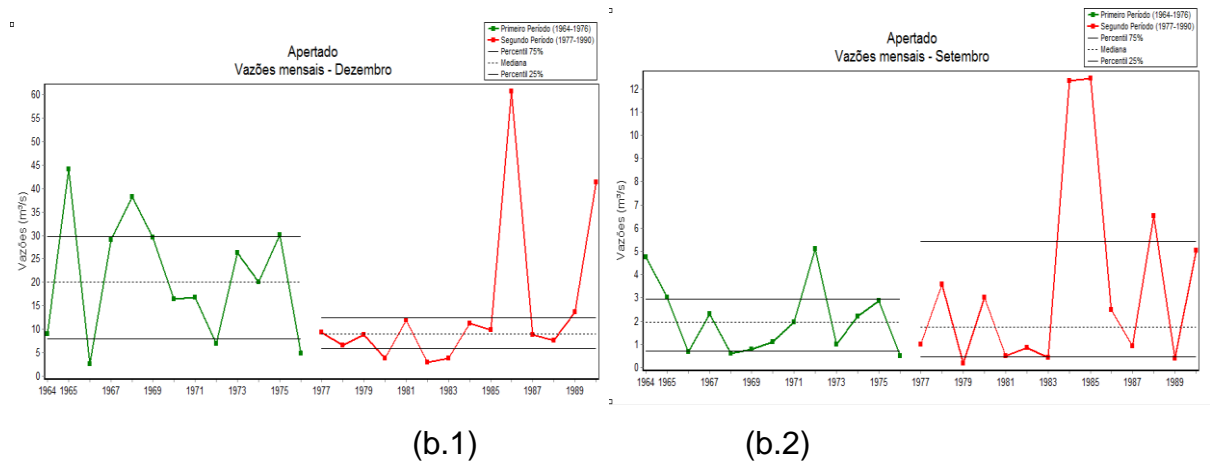 Primeiro Período (1964-1976)
Segundo Período (1977-1990)
Percentil 75%
Mediana
Percentil 25%
Apertado
Vazões mensais - Dezembro
Vazões (m³/s)
60
55
50
45
40
35
30
25
20
15
10
5
0
1964 1965 1967 1969 1971 1973 1975 1977 1979 1981 1983 1985 1987 1989
(b.1)
Primeiro Período (1964-1976)
Segundo Período (1977-1990)
Percentil 75%
Mediana
Percentil 25%
Apertado
Vazões mensais - Setembro
Vazões (m³/s)
12
11
10
9
8
7
6
5
4
3
2
1
0
1964 1965 1967 1969 1971 1973 1975 1977 1979 1981 1983 1985 1987 1989
(b.2)